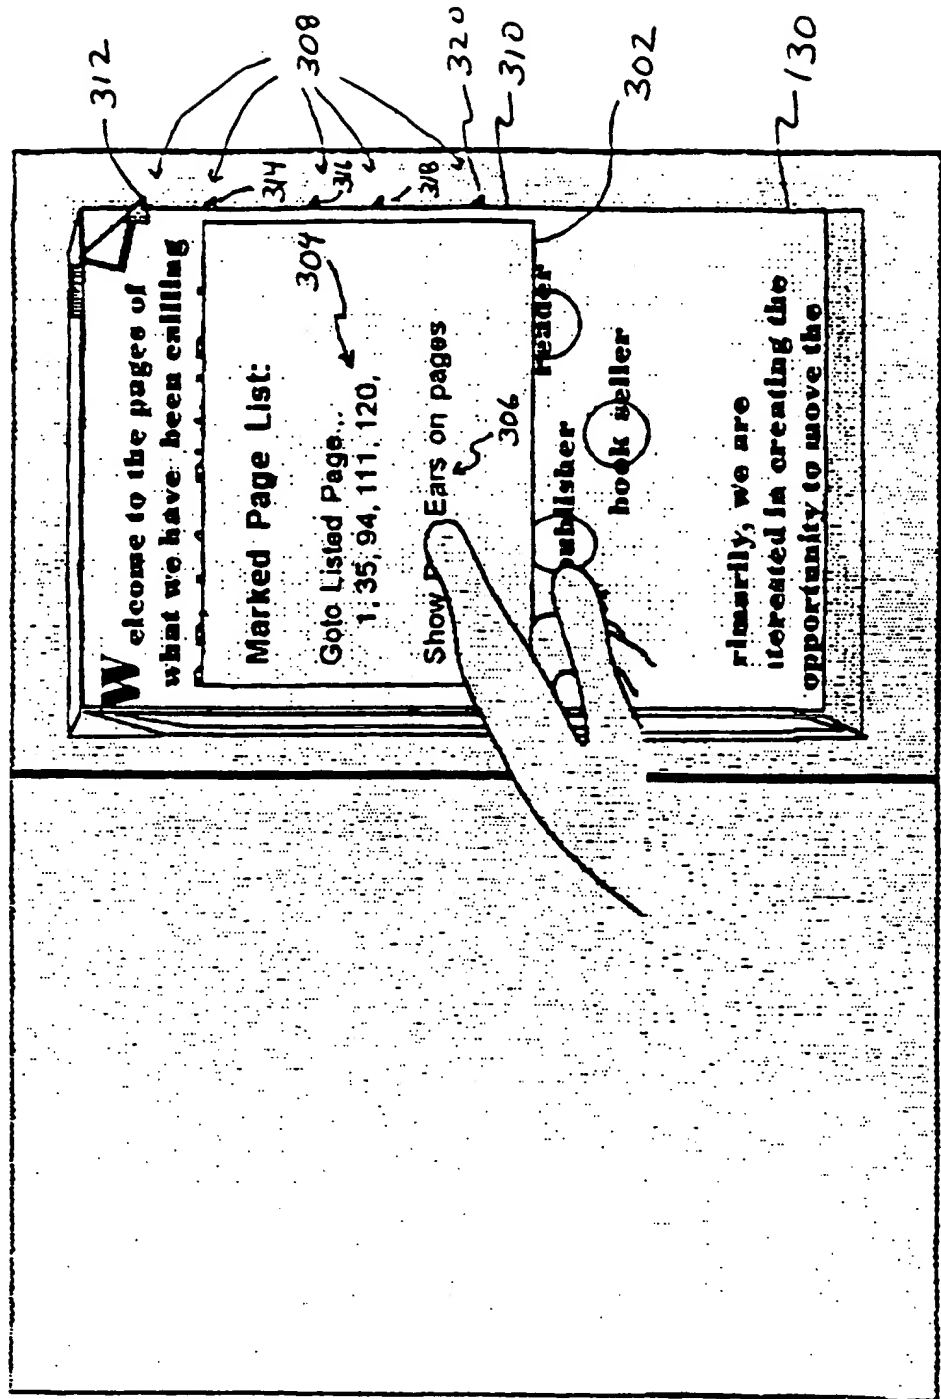 Welcome to the pages of
what we have been calling
Marked Page List:
Goto Listed Page...
1, 35, 94, 111, 120,
Show Ears on pages
Reader
ublisher
book seller
rimarily, we are
iterested in creating the
opportunity to move the
304
306
312
308
314
316
318
320
310
302
130